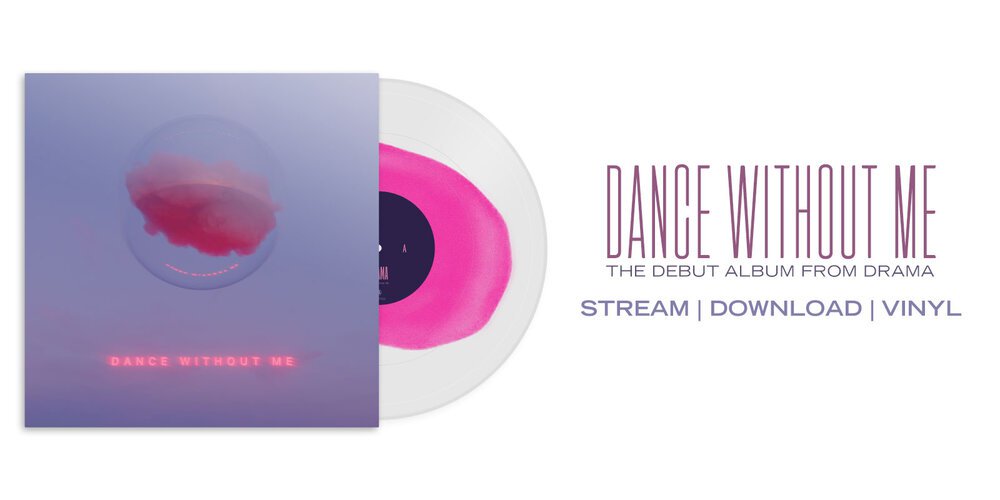 DANCE WITHOUT ME
A
DANCE WITHOUT ME
THE DEBUT ALBUM FROM DRAMA
STREAM | DOWNLOAD | VINYL